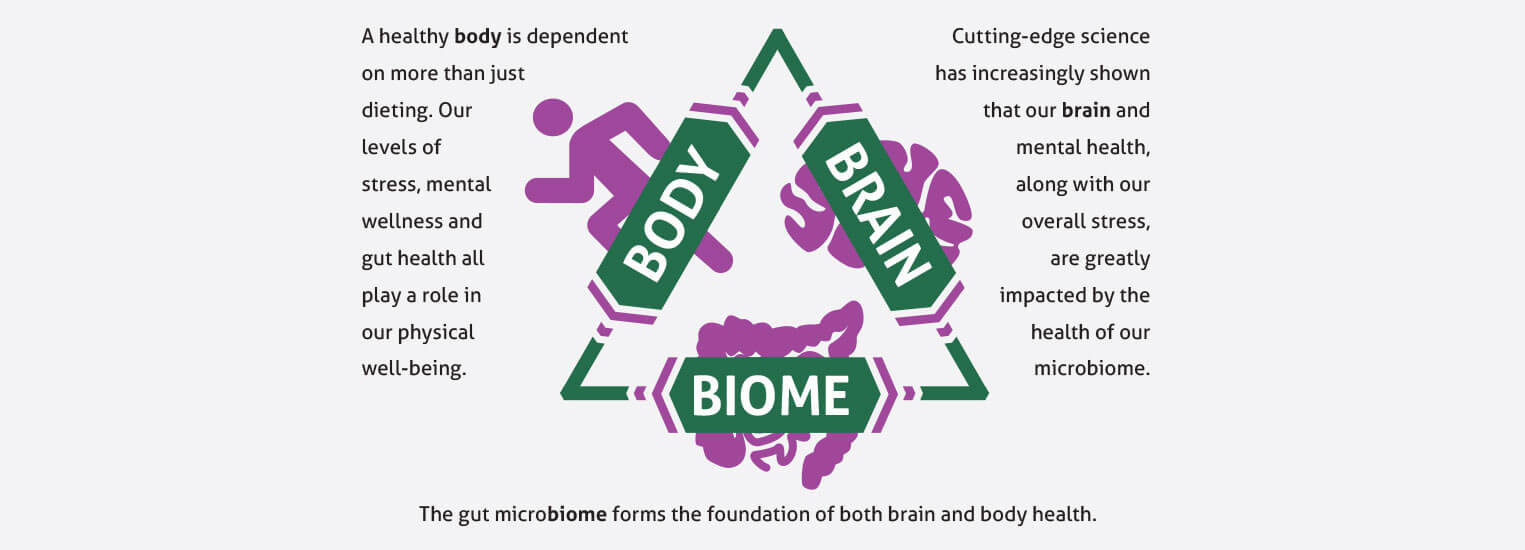 A healthy body is dependent
on more than just
dieting. Our
levels of
stress, mental
wellness and
gut health all
play a role in
our physical
well-being.
BODY
BRAIN
BIOME
Cutting-edge science
has increasingly shown
that our brain and
mental health,
along with our
overall stress,
are greatly
impacted by the
health of our
microbiome.
The gut microbiome forms the foundation of both brain and body health.